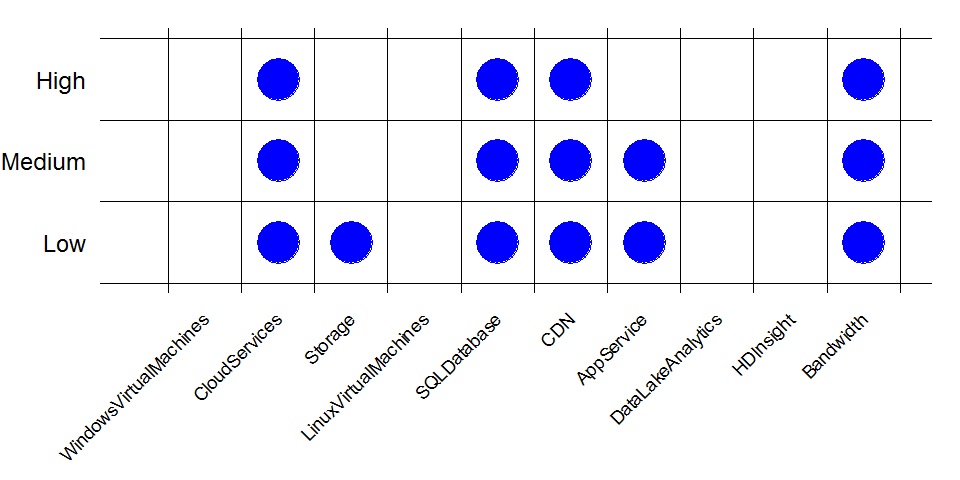 High
Medium
Low
WindowsVirtualMachines
CloudServices
Storage
LinuxVirtualMachines
SQLDatabase
CDN
AppService
DataLakeAnalytics
HDInsight
Bandwidth